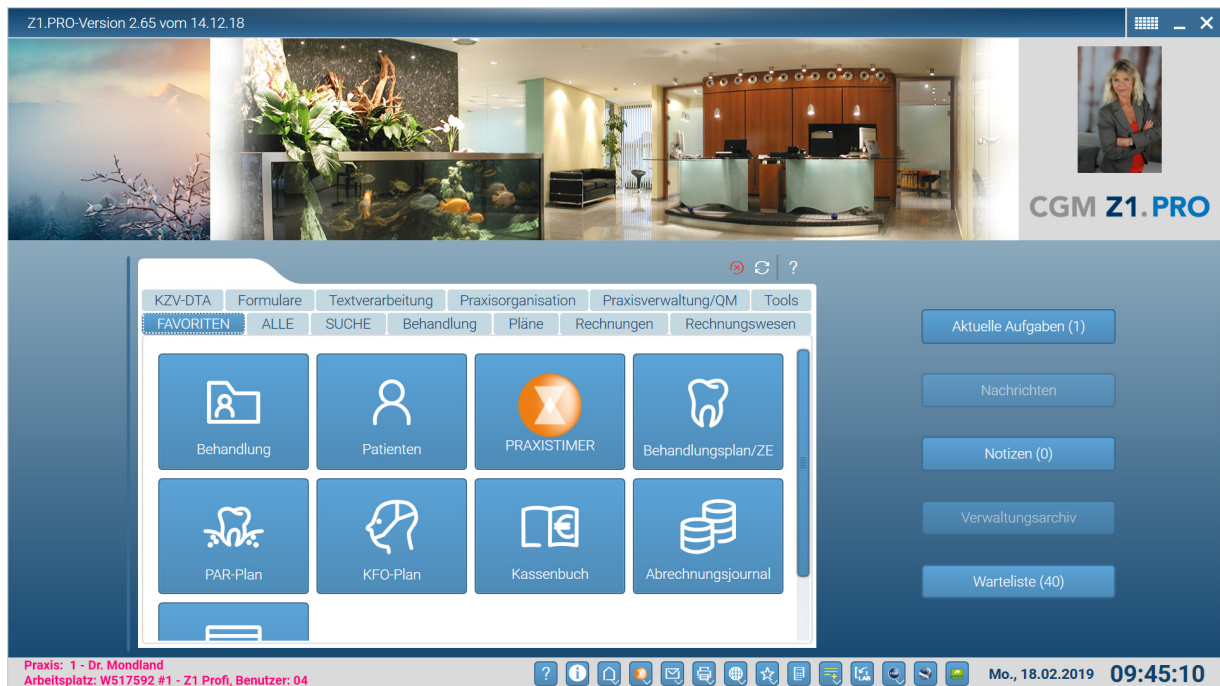 Z1.PRO-Version 2.65 vom 14.12.18
CGM Z1.PRO
?
KZV-DTA Formulare Textverarbeitung Praxisorganisation Praxisverwaltung/QM Tools
FAVORITEN ALLE SUCHE Behandlung Pläne Rechnungen Rechnungswesen
Behandlung Patienten PRAXISTIMER Behandlungsplan/ZE
PAR-Plan KFO-Plan Kassenbuch Abrechnungsjournal
Aktuelle Aufgaben (1)
Nachrichten
Notizen (0)
Verwaltungsarchiv
Warteliste (40)
Praxis: 1 - Dr. Mondland
Arbeitsplatz: W517592 #1 - Z1 Profi, Benutzer: 04
Mo., 18.02.2019 09:45:10